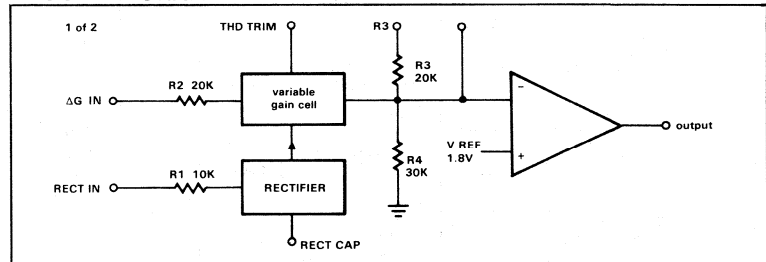 1 of 2
THD TRIM
R3
R3
20K
R2 20K
ΔG IN
variable
gain cell
−
output
V REF
1.8V
+
R4
30K
R1 10K
RECT IN
RECTIFIER
RECT CAP